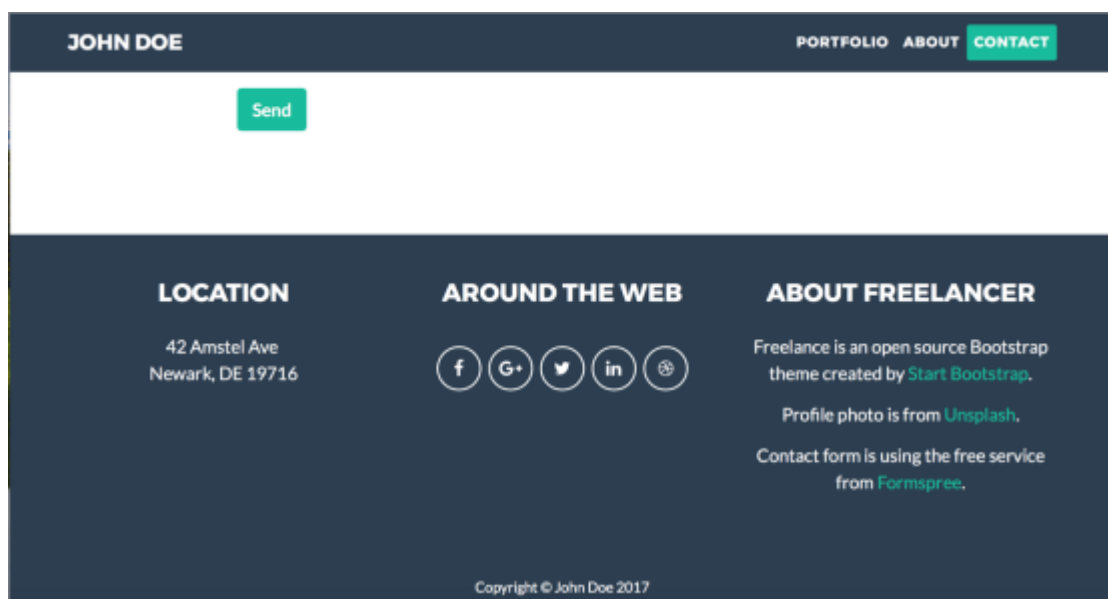 JOHN DOE
PORTFOLIO ABOUT CONTACT
Send
LOCATION
42 Amstel Ave
Newark, DE 19716
AROUND THE WEB
f G+ in
ABOUT FREELANCER
Freelance is an open source Bootstrap
theme created by Start Bootstrap.
Profile photo is from Unsplash.
Contact form is using the free service
from Formspree.
Copyright © John Doe 2017